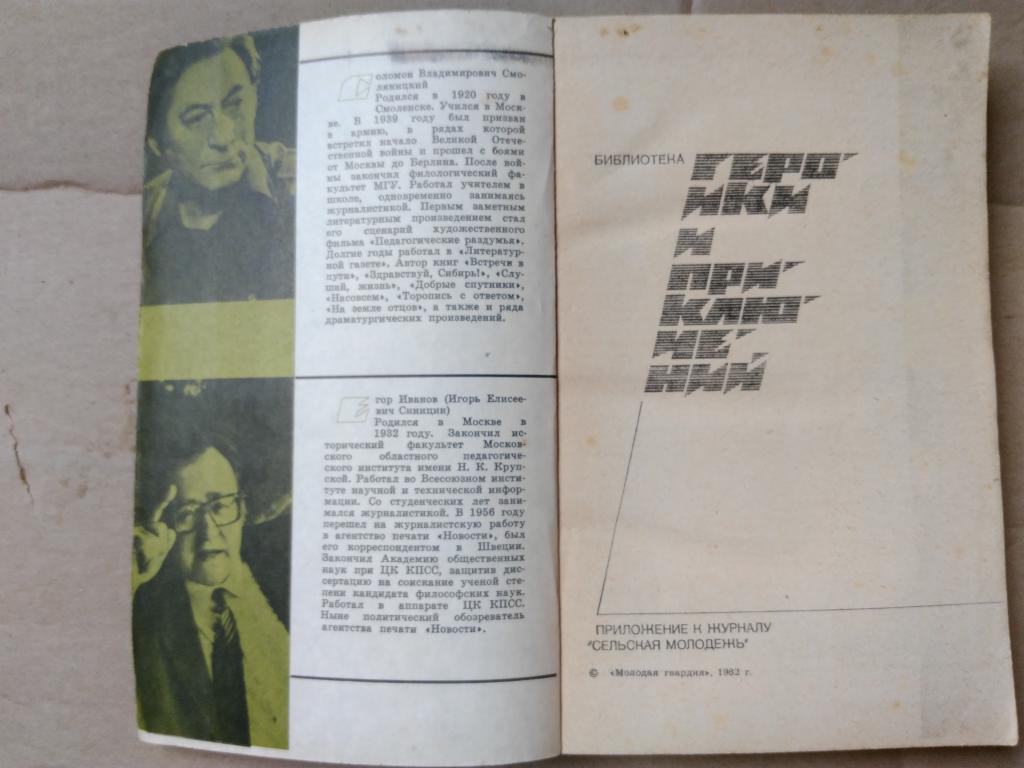 Соломон Владимирович Смо-
ляницкий
Родился в 1920 году в
Смоленске. Учился в Моск-
ве. В 1939 году был призван
в армию, в рядах которой
встретил начало Великой Отече-
ственной войны и прошел с боями
от Москвы до Берлина. После вой-
ны закончил филологический фа-
культет МГУ. Работал учителем в
школе, одновременно занимаясь
журналистикой. Первым заметным
литературным произведением стал
его сценарий художественного
фильма «Педагогические раздумья».
Долгие годы работал в «Литератур-
ной газете». Автор книг «Встречи в
пути», «Здравствуй, Сибирь!», «Слу-
шай, жизнь», «Добрые спутники»,
«Насовсем», «Торопись с ответом»,
«На земле отцов», а также и ряда
драматургических произведений.
Егор Иванов (Игорь Елисее-
вич Синицин)
Родился в Москве в
1932 году. Закончил ис-
торический факультет Москов-
ского областного педагогиче-
ского института имени Н. К. Круп-
ской. Работал во Всесоюзном инсти-
туте научной и технической инфор-
мации. Со студенческих лет зани-
мался журналистикой. В 1956 году
перешел на журналистскую работу
в агентство печати «Новости», был
его корреспондентом в Швеции.
Закончил Академию общественных
наук при ЦК КПСС, защитив дис-
сертацию на соискание ученой степе-
ни кандидата философских наук.
Работал в аппарате ЦК КПСС.
Ныне политический обозреватель
агентства печати «Новости».
БИБЛИОТЕКА ГЕРО-
ИКИ
И
ПРИ-
КЛЮ-
ЧЕ-
НИЙ
ПРИЛОЖЕНИЕ К ЖУРНАЛУ
"СЕЛЬСКАЯ МОЛОДЕЖЬ"
© «Молодая гвардия», 1982 г.